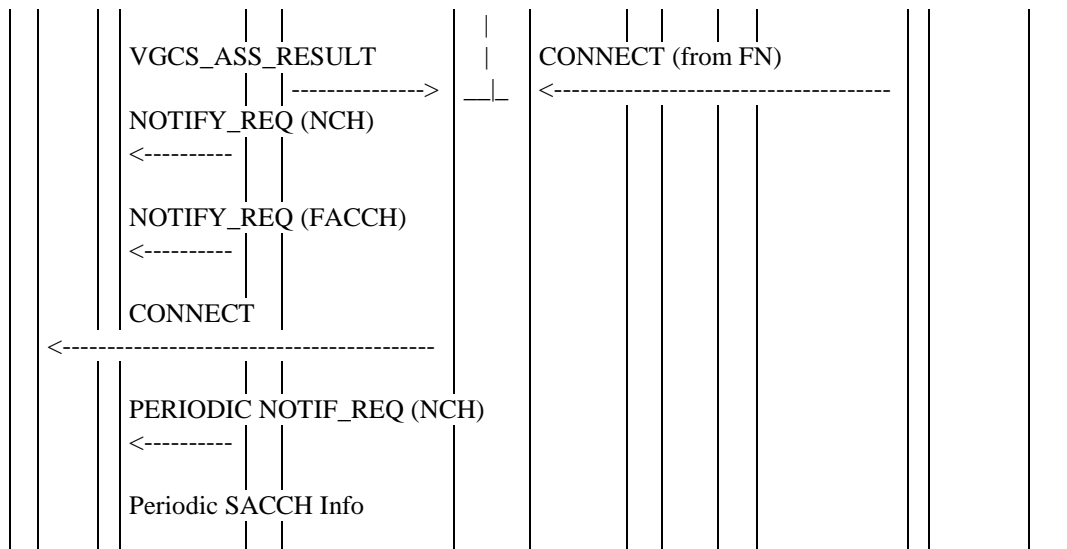 VGCS_ASS_RESULT CONNECT (from FN)
NOTIFY_REQ (NCH)
NOTIFY_REQ (FACCH)
CONNECT
PERIODIC NOTIF_REQ (NCH)
Periodic SACCH Info